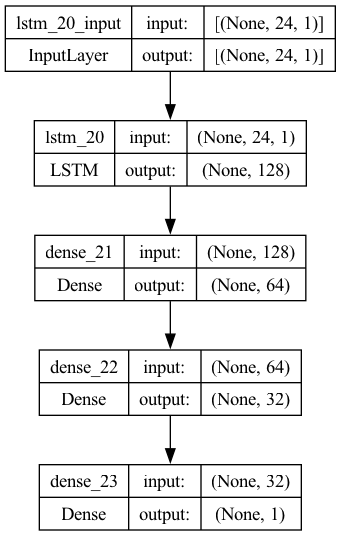 lstm_20_input input: [(None, 24, 1)]
InputLayer output: [(None, 24, 1)]
lstm_20 input: (None, 24, 1)
LSTM output: (None, 128)
dense_21 input: (None, 128)
Dense output: (None, 64)
dense_22 input: (None, 64)
Dense output: (None, 32)
dense_23 input: (None, 32)
Dense output: (None, 1)